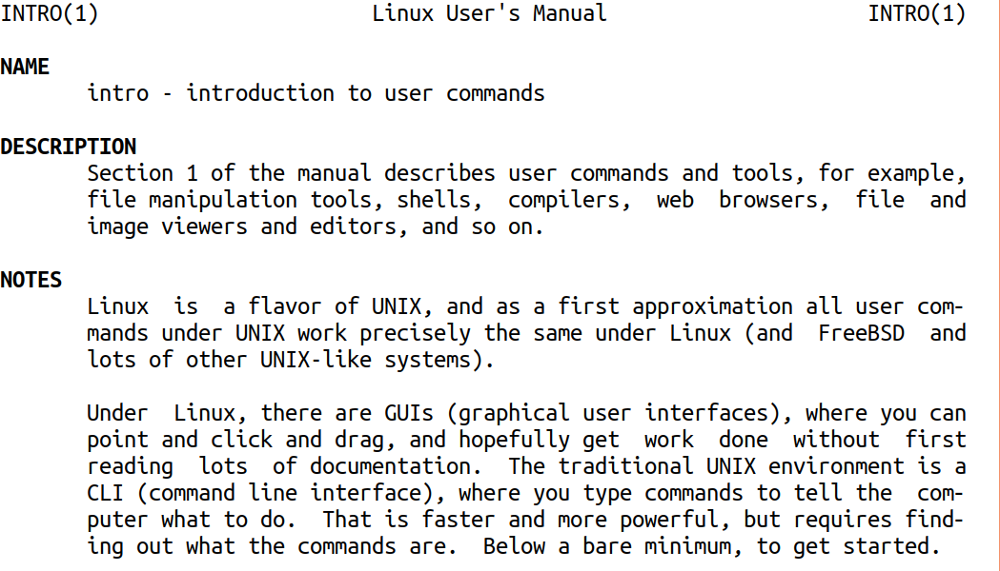 INTRO(1)                      Linux User's Manual                     INTRO(1)
NAME
intro - introduction to user commands
DESCRIPTION
Section 1 of the manual describes user commands and tools, for example,
file manipulation tools, shells,  compilers,  web  browsers,  file  and
image viewers and editors, and so on.
NOTES
Linux  is  a flavor of UNIX, and as a first approximation all user com-
mands under UNIX work precisely the same under Linux (and  FreeBSD  and
lots of other UNIX-like systems).
Under  Linux, there are GUIs (graphical user interfaces), where you can
point and click and drag, and hopefully get  work  done  without  first
reading  lots  of documentation.  The traditional UNIX environment is a
CLI (command line interface), where you type commands to tell the  com-
puter what to do.  That is faster and more powerful, but requires find-
ing out what the commands are.  Below a bare minimum, to get started.